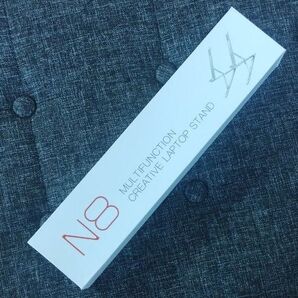 N8
MULTIFUNCTION
CREATIVE LAPTOP STAND